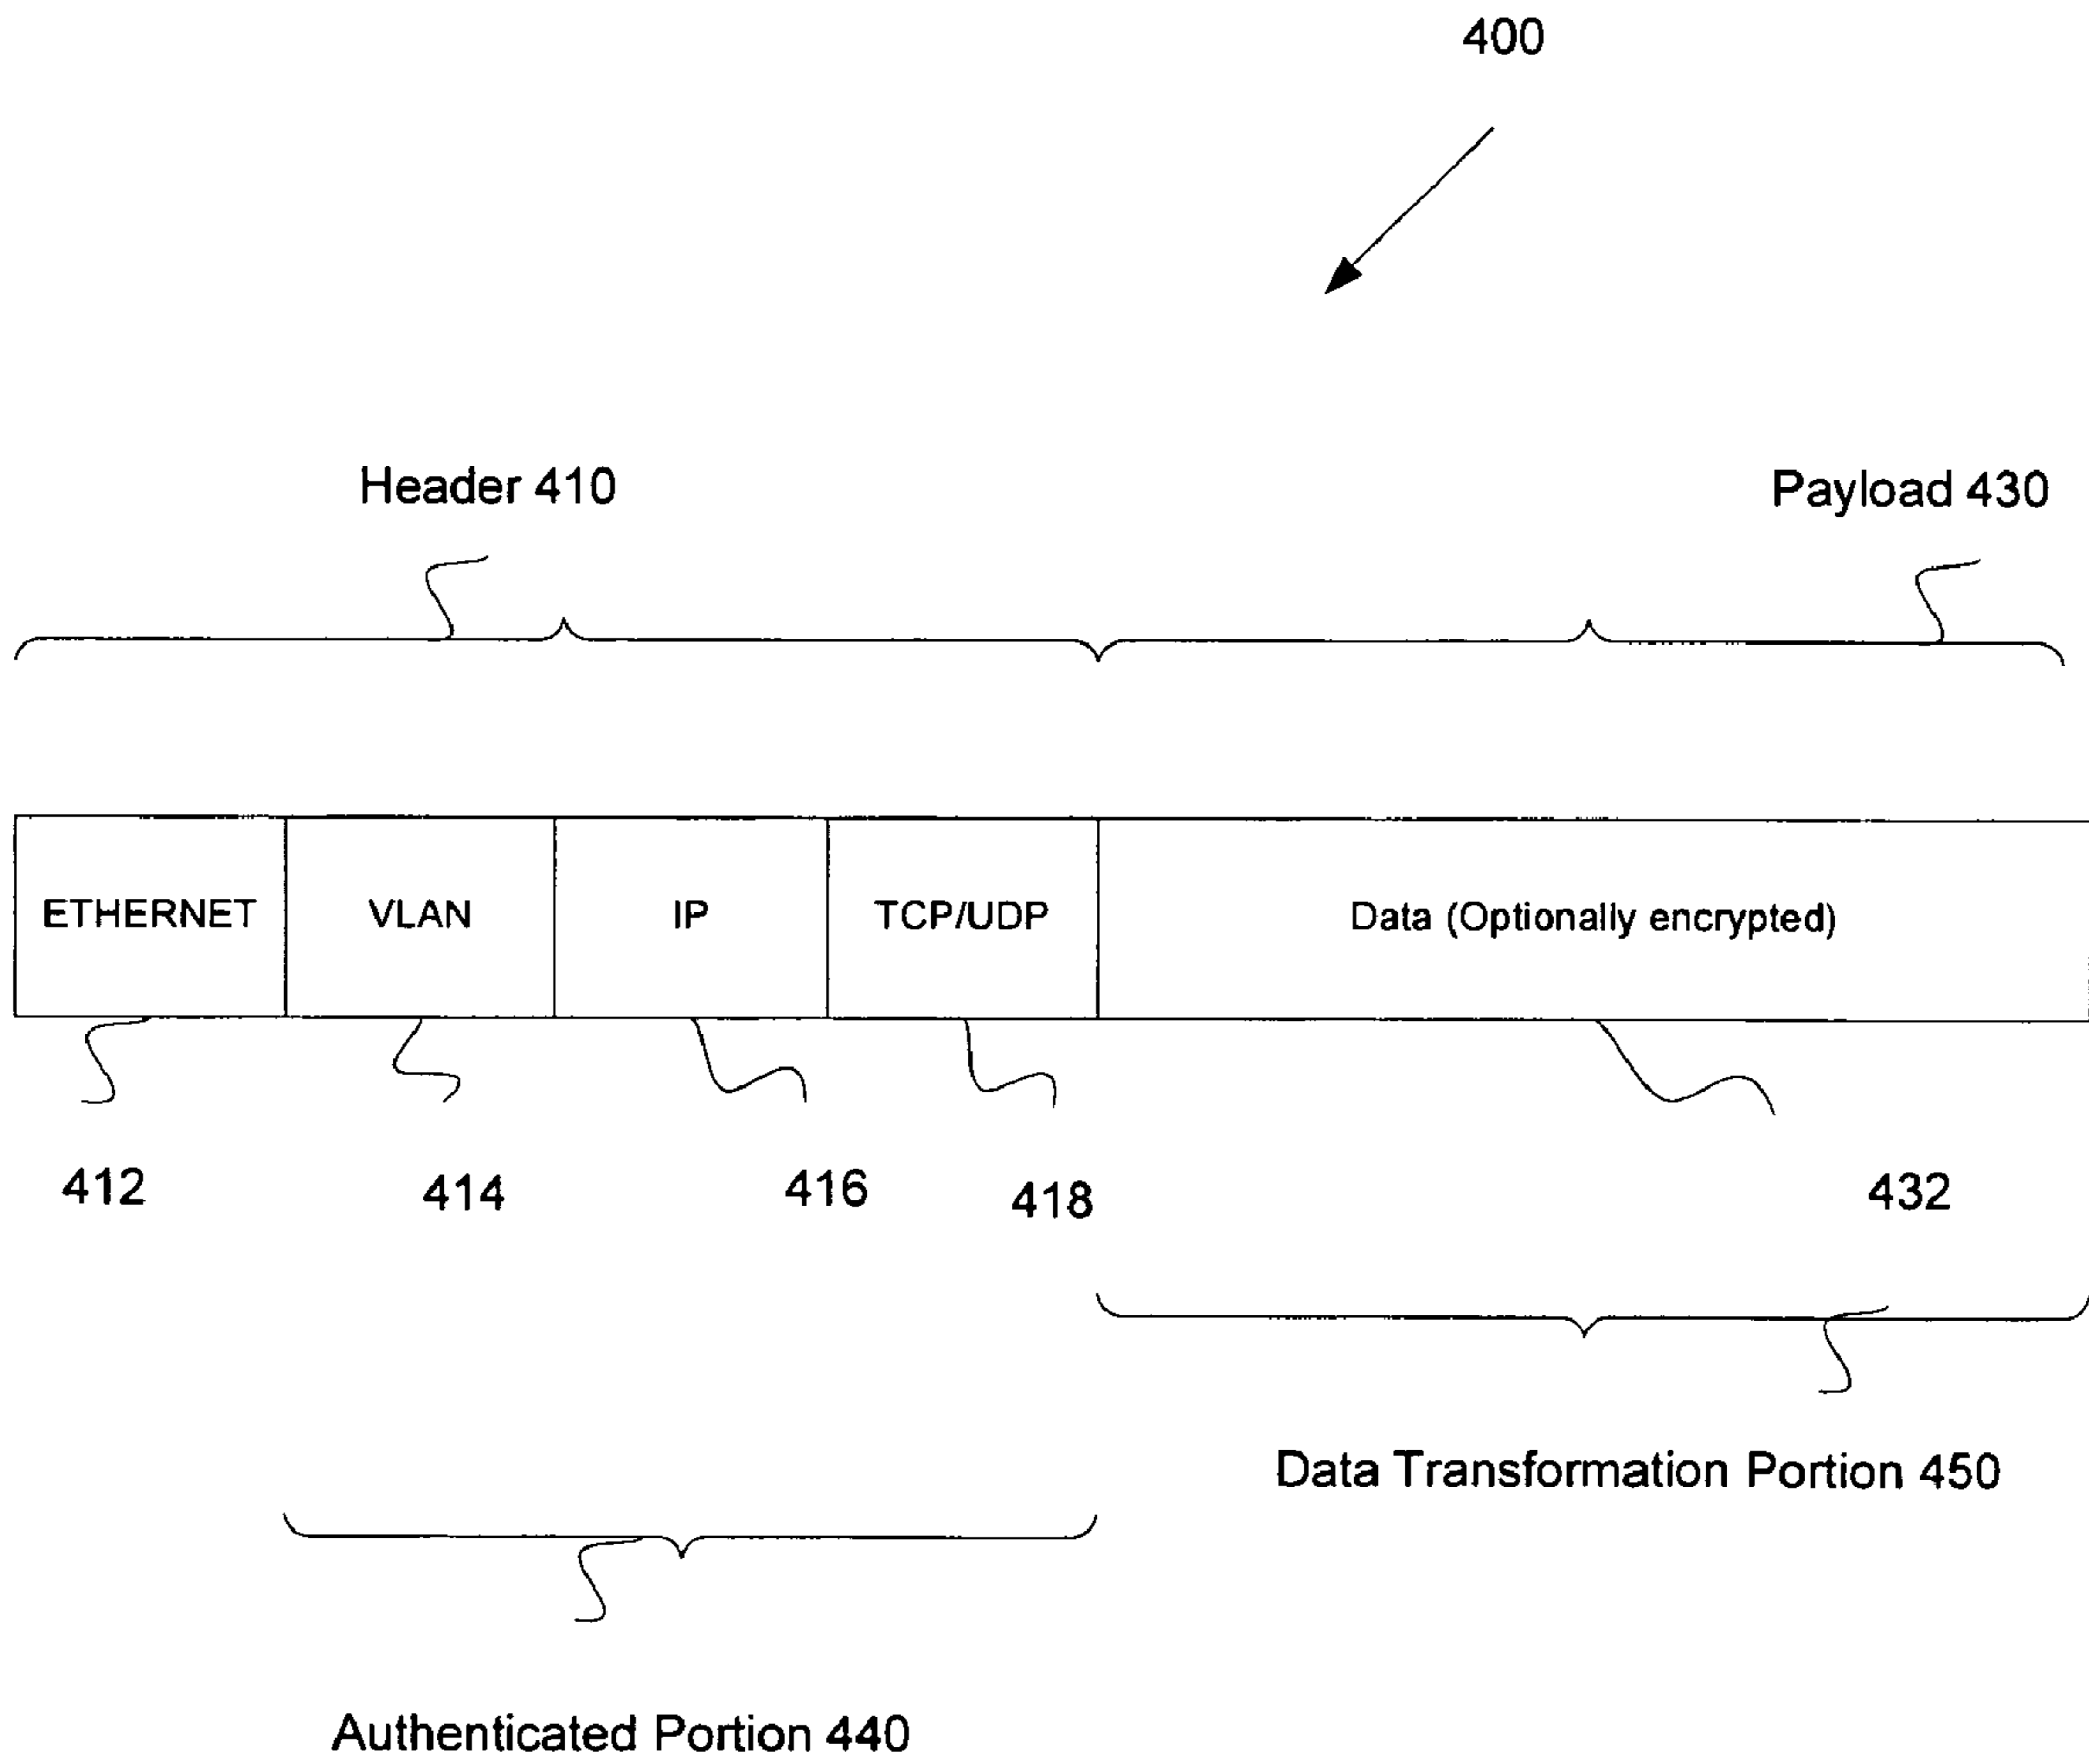 400
Header 410
Payload 430
ETHERNET
VLAN
IP
TCP/UDP
Data (Optionally encrypted)
412
414
416
418
432
Data Transformation Portion 450
Authenticated Portion 440